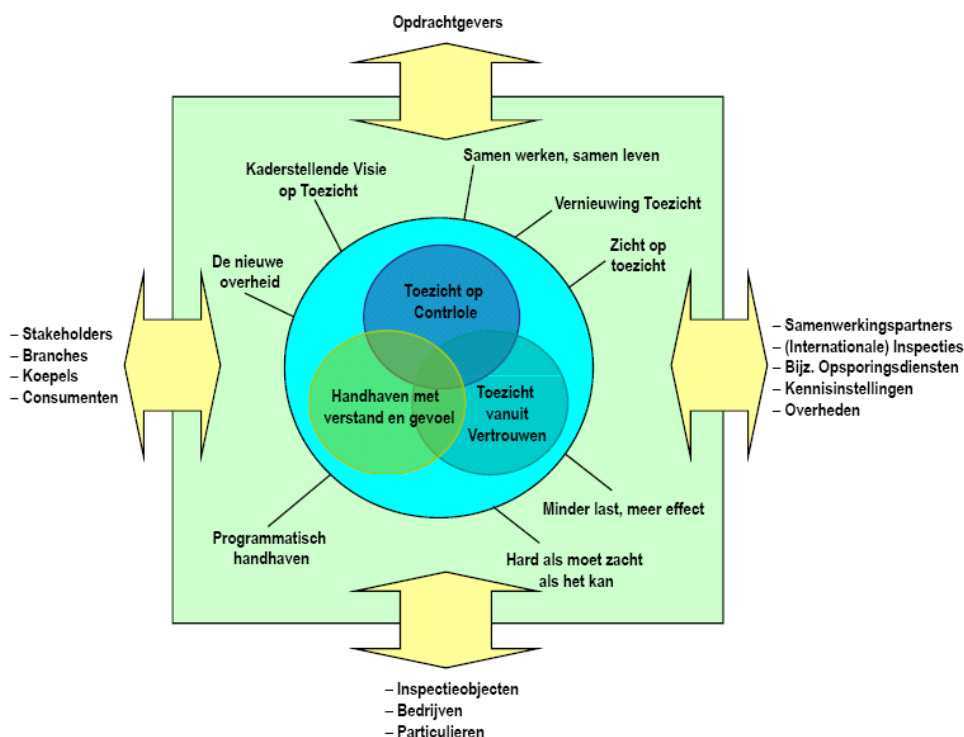 Opdrachtgevers
Samen werken, samen leven
Kaderstellende Visie
op Toezicht
Vernieuwing Toezicht
Zicht op
toezicht
De nieuwe
overheid
Toezicht op
Contrlole
– Stakeholders
– Branches
– Koepels
– Consumenten
– Samenwerkingspartners
– (Internationale) Inspecties
– Bijz. Opsporingsdiensten
– Kennisinstellingen
– Overheden
Handhaven met
verstand en gevoel
Toezicht
vanuit
Vertrouwen
Minder last, meer effect
Programmatisch
handhaven
Hard als moet zacht
als het kan
– Inspectieobjecten
– Bedrijven
– Particulieren